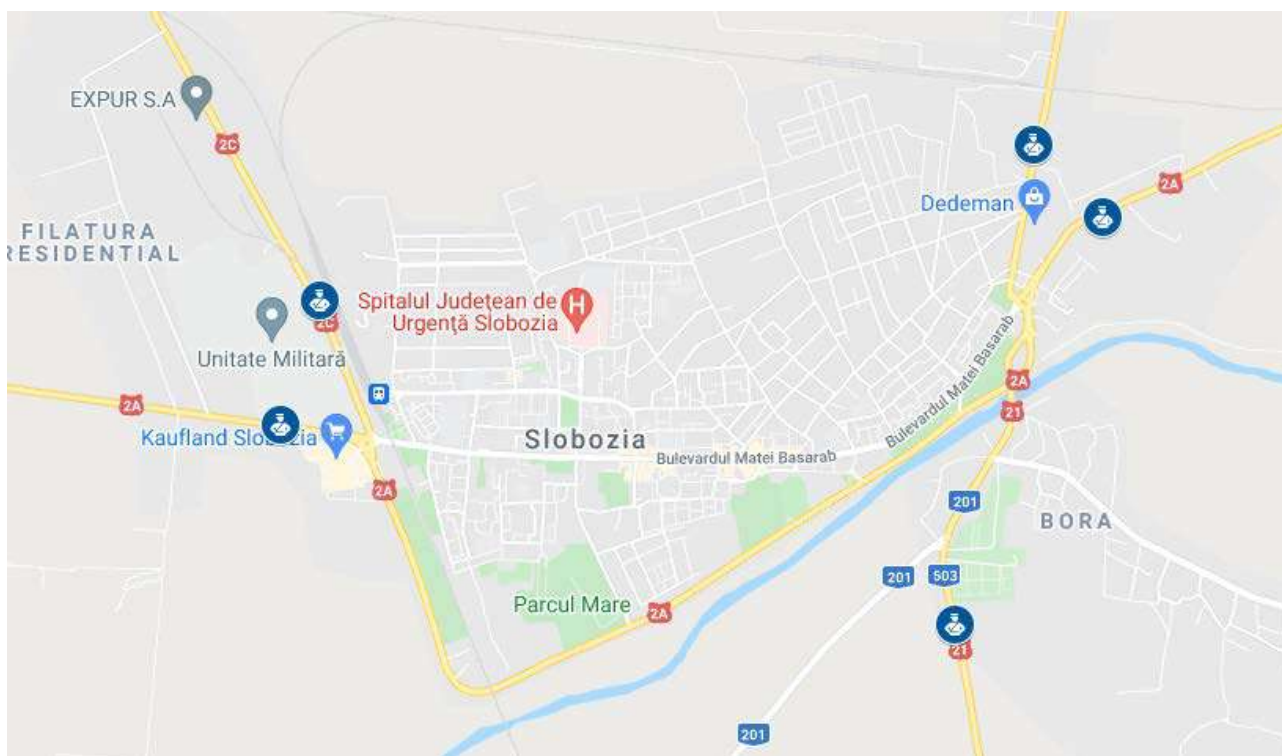 EXPUR S.A
2C
2A
Dedeman
FILATURA
RESIDENTIAL
2C
Spitalul Județean de
Urgență Slobozia
Unitate Militară
Bulevardul Matei Basarab
2A
2A
21
Kaufland Slobozia
Slobozia
Bulevardul Matei Basarab
2A
201
BORA
201
503
Parcul Mare
2A
21
201